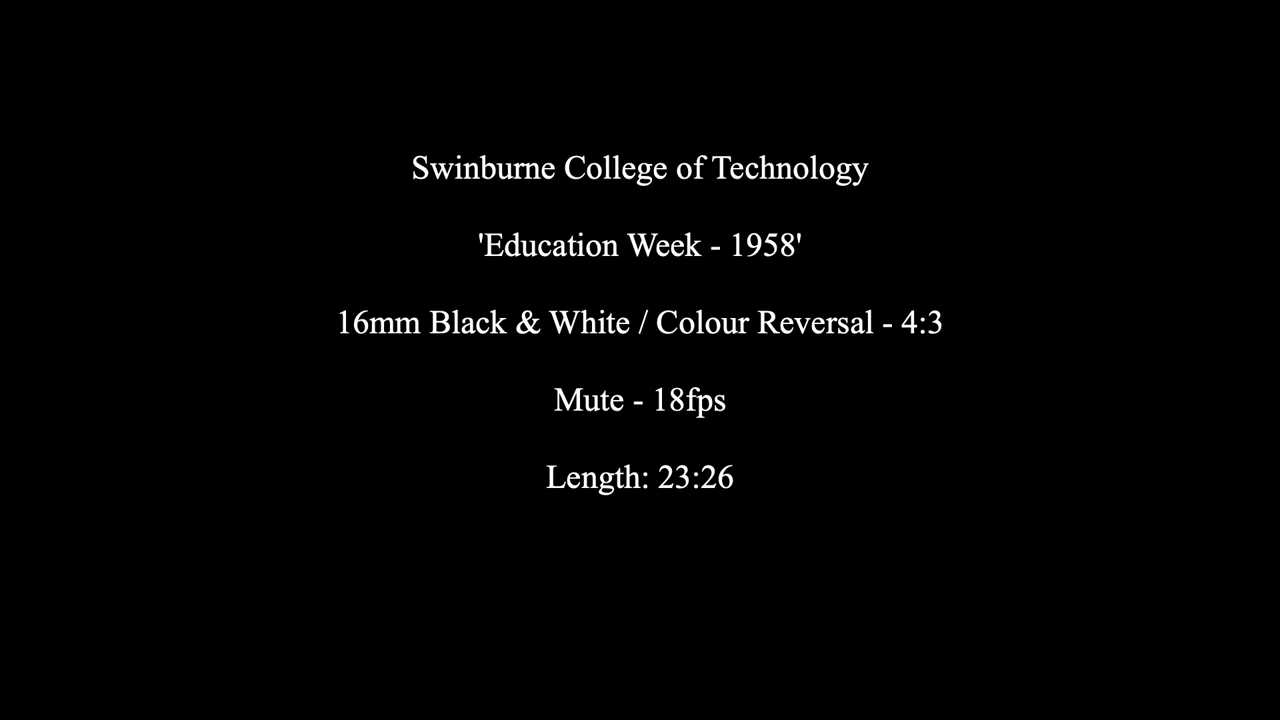 Swinburne College of Technology
'Education Week - 1958'
16mm Black & White / Colour Reversal - 4:3
Mute - 18fps
Length: 23:26